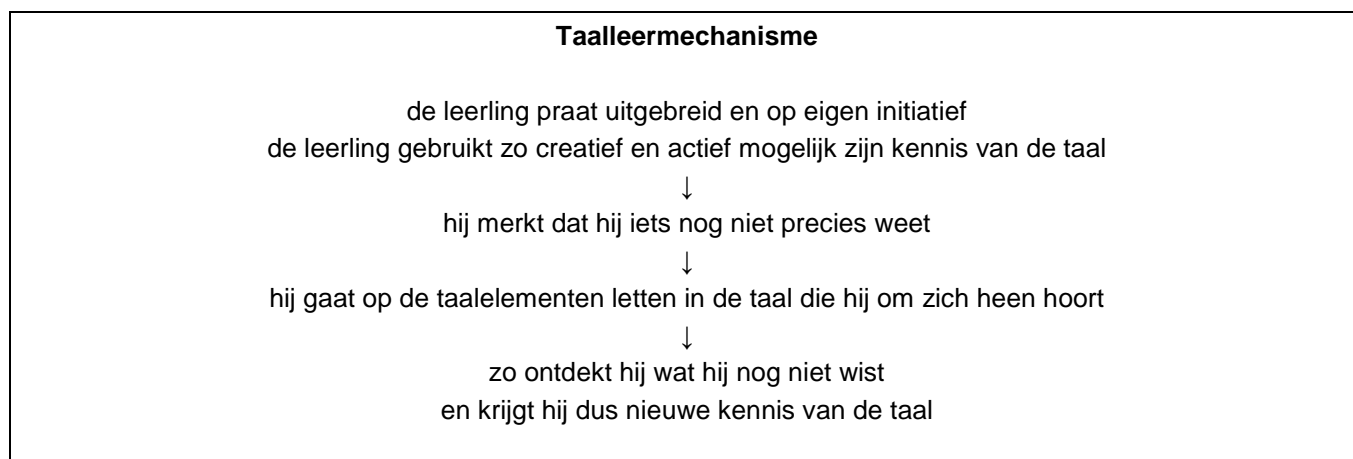 Taalleermechanisme
de leerling praat uitgebreid en op eigen initiatief
de leerling gebruikt zo creatief en actief mogelijk zijn kennis van de taal
↓
hij merkt dat hij iets nog niet precies weet
↓
hij gaat op de taalelementen letten in de taal die hij om zich heen hoort
↓
zo ontdekt hij wat hij nog niet wist
en krijgt hij dus nieuwe kennis van de taal